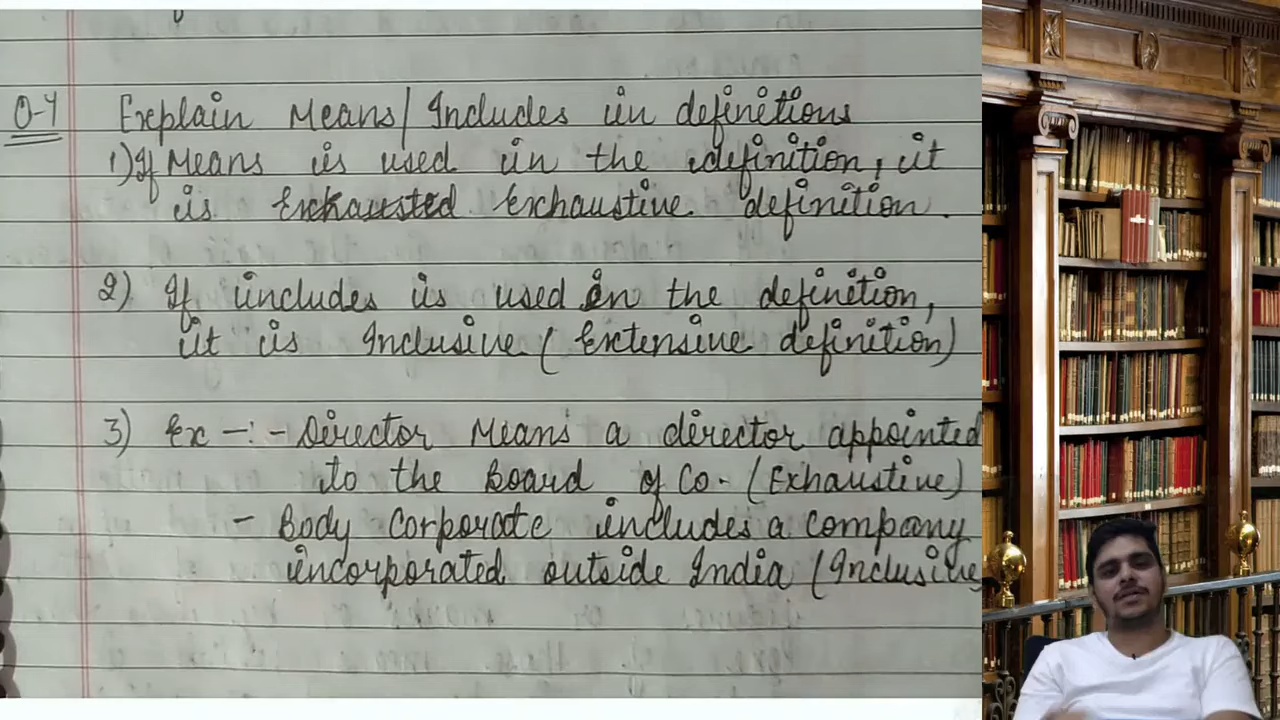 Q-4 Explain Means/Includes in definitions
1) If Means is used in the definition, it
is Exhausted Exhaustive definition.
2) If includes is used in the definition,
it is Inclusive (Extensive definition)
3) Ex -:- Director Means a director appointed
to the Board of Co. (Exhaustive)
- Body Corporate includes a company
incorporated outside India (Inclusive